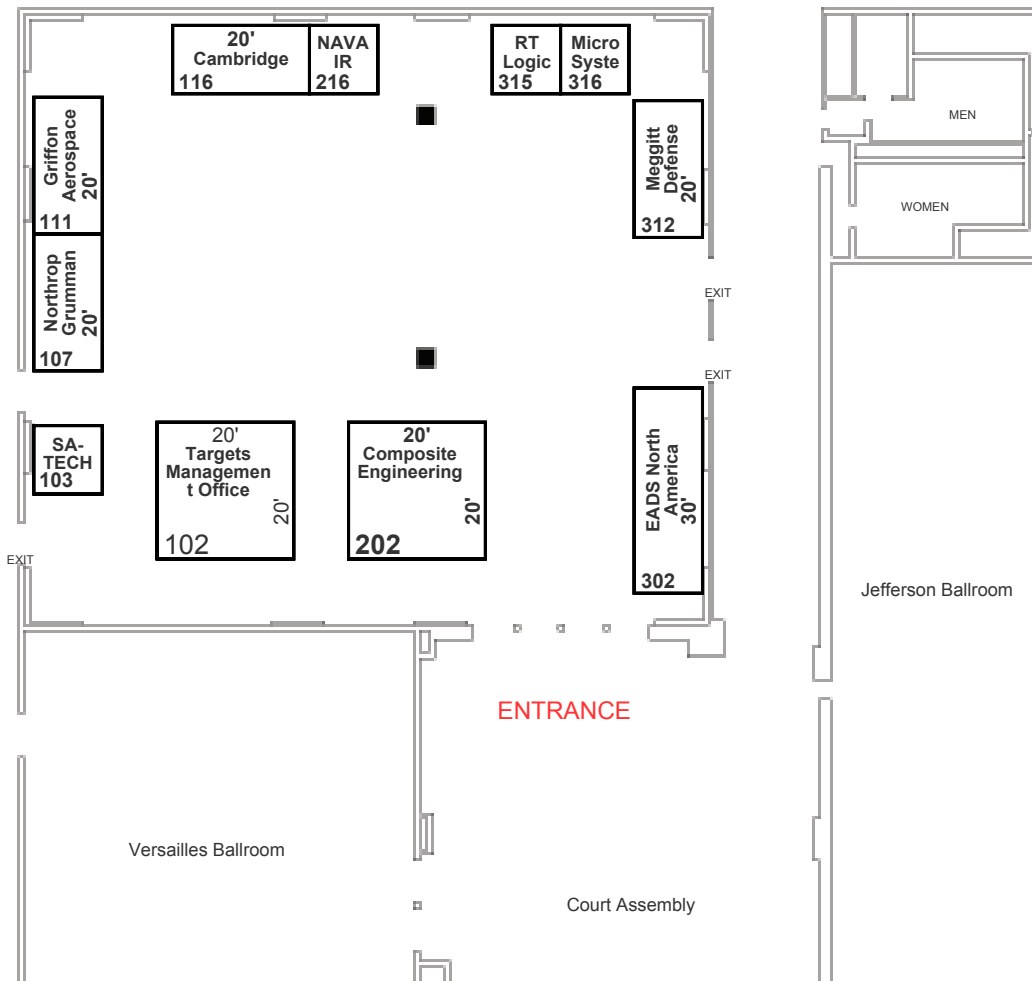 20'
Cambridge
116
NAVA
IR
216
RT
Logic
315
Micro
Syste
316
MEN
Griffon
Aerospace
20'
111
Meggitt
Defense
20'
312
WOMEN
Northrop
Grumman
20'
107
EXIT
EXIT
SA-
TECH
103
20'
Targets
Managemen
t Office
20'
102
20'
Composite
Engineering
20'
202
EADS North
America
30'
302
EXIT
Jefferson Ballroom
ENTRANCE
Versailles Ballroom
Court Assembly